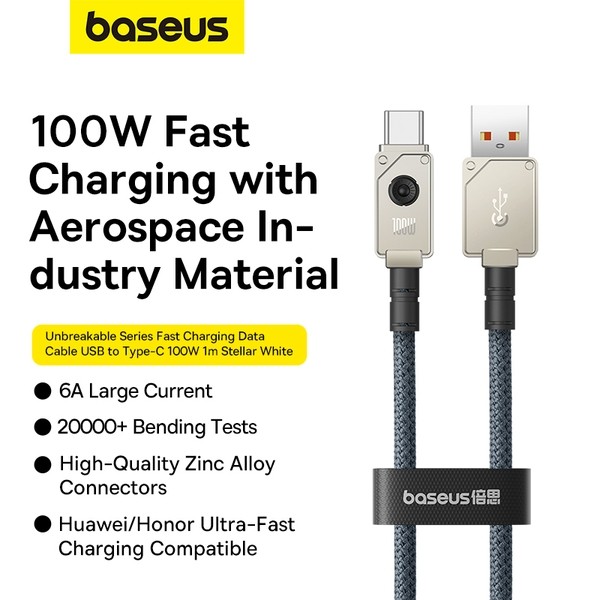 baseus
100W Fast
Charging with
Aerospace In-
dustry Material
Unbreakable Series Fast Charging Data
Cable USB to Type-C 100W 1m Stellar White
6A Large Current
20000+ Bending Tests
High-Quality Zinc Alloy
Connectors
Huawei/Honor Ultra-Fast
Charging Compatible
100W
baseus倍思